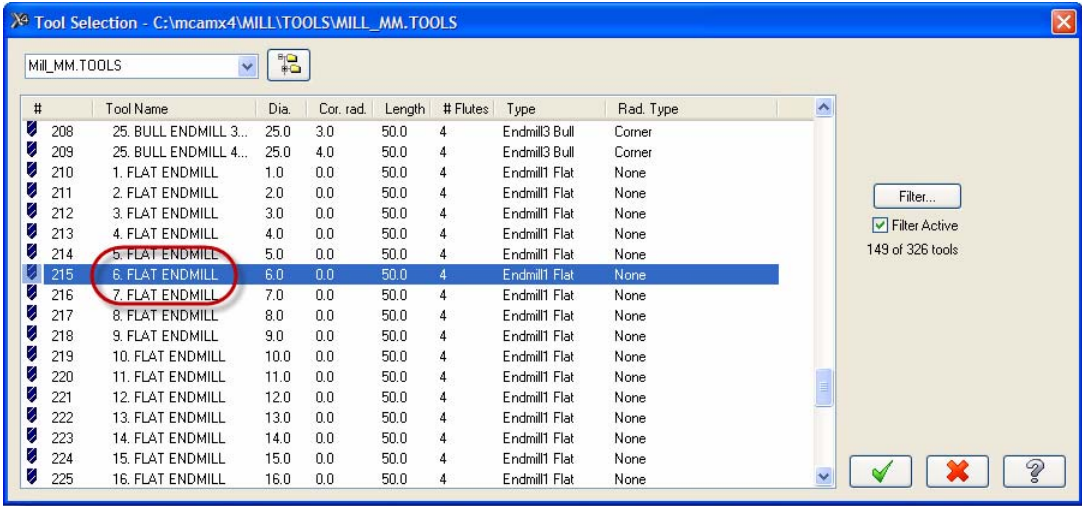 X4 Tool Selection - C:\mcamx4\MILL\TOOLS\MILL_MM.TOOLS
Mill_MM.TOOLS
# Tool Name Dia. Cor. rad. Length # Flutes Type Rad. Type
208 25. BULL ENDMILL 3... 25.0 3.0 50.0 4 Endmill3 Bull Corner
209 25. BULL ENDMILL 4... 25.0 4.0 50.0 4 Endmill3 Bull Corner
210 1. FLAT ENDMILL 1.0 0.0 50.0 4 Endmill1 Flat None
211 2. FLAT ENDMILL 2.0 0.0 50.0 4 Endmill1 Flat None
212 3. FLAT ENDMILL 3.0 0.0 50.0 4 Endmill1 Flat None
213 4. FLAT ENDMILL 4.0 0.0 50.0 4 Endmill1 Flat None
214 5. FLAT ENDMILL 5.0 0.0 50.0 4 Endmill1 Flat None
215 6. FLAT ENDMILL 6.0 0.0 50.0 4 Endmill1 Flat None
216 7. FLAT ENDMILL 7.0 0.0 50.0 4 Endmill1 Flat None
217 8. FLAT ENDMILL 8.0 0.0 50.0 4 Endmill1 Flat None
218 9. FLAT ENDMILL 9.0 0.0 50.0 4 Endmill1 Flat None
219 10. FLAT ENDMILL 10.0 0.0 50.0 4 Endmill1 Flat None
220 11. FLAT ENDMILL 11.0 0.0 50.0 4 Endmill1 Flat None
221 12. FLAT ENDMILL 12.0 0.0 50.0 4 Endmill1 Flat None
222 13. FLAT ENDMILL 13.0 0.0 50.0 4 Endmill1 Flat None
223 14. FLAT ENDMILL 14.0 0.0 50.0 4 Endmill1 Flat None
224 15. FLAT ENDMILL 15.0 0.0 50.0 4 Endmill1 Flat None
225 16. FLAT ENDMILL 16.0 0.0 50.0 4 Endmill1 Flat None
Filter...
Filter Active
149 of 326 tools